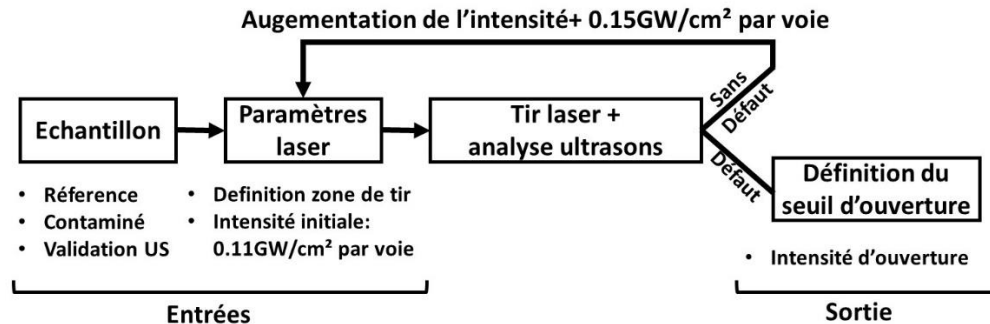 Augementation de l'intensité+ 0.15GW/cm² par voie
Echantillon
Paramètres
laser
Tir laser +
analyse ultrasons
Sans
Défaut
Défaut
Définition du
seuil d'ouverture
• Réference
• Contaminé
• Validation US
• Definition zone de tir
• Intensité initiale:
0.11GW/cm² par voie
• Intensité d'ouverture
Entrées
Sortie